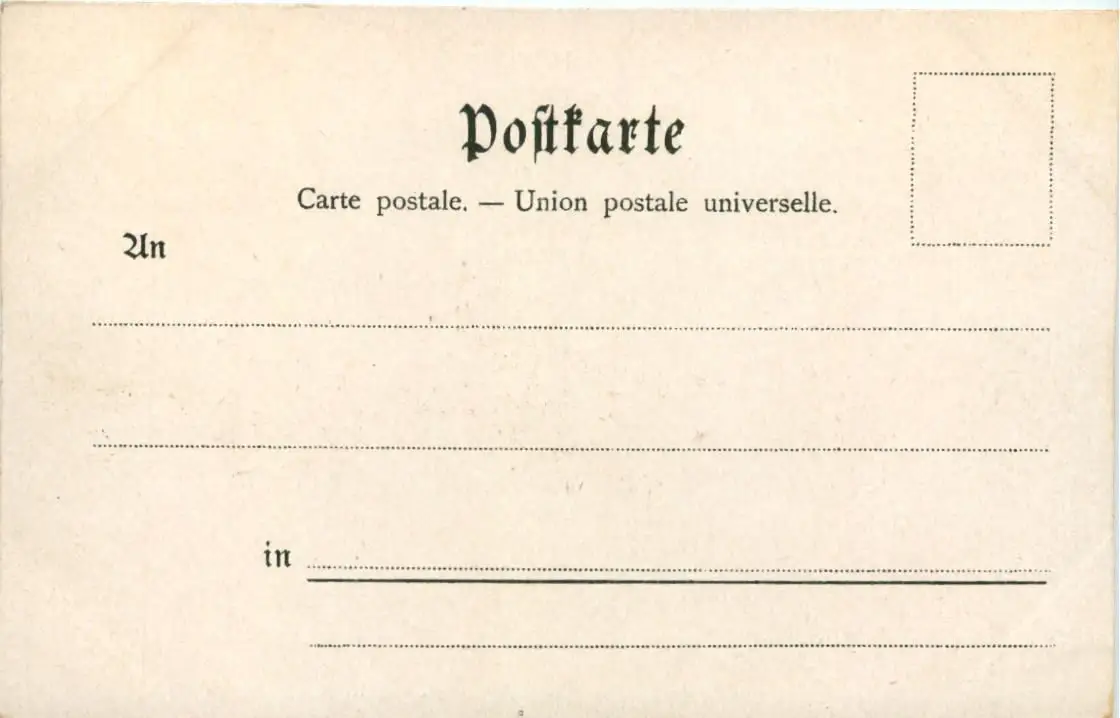 Postkarte
Carte postale. — Union postale universelle.
An
in